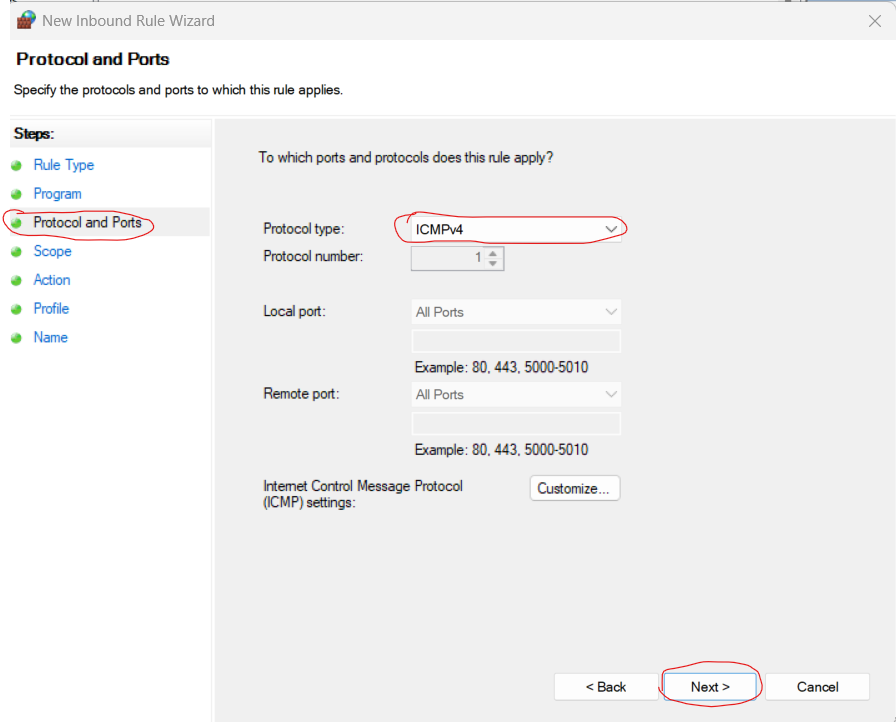 New Inbound Rule Wizard
Protocol and Ports
Specify the protocols and ports to which this rule applies.
Steps:
Rule Type
Program
Protocol and Ports
Scope
Action
Profile
Name
To which ports and protocols does this rule apply?
Protocol type: ICMPv4
Protocol number: 1
Local port: All Ports
Example: 80, 443, 5000-5010
Remote port: All Ports
Example: 80, 443, 5000-5010
Internet Control Message Protocol
(ICMP) settings:
Customize...
< Back Next > Cancel